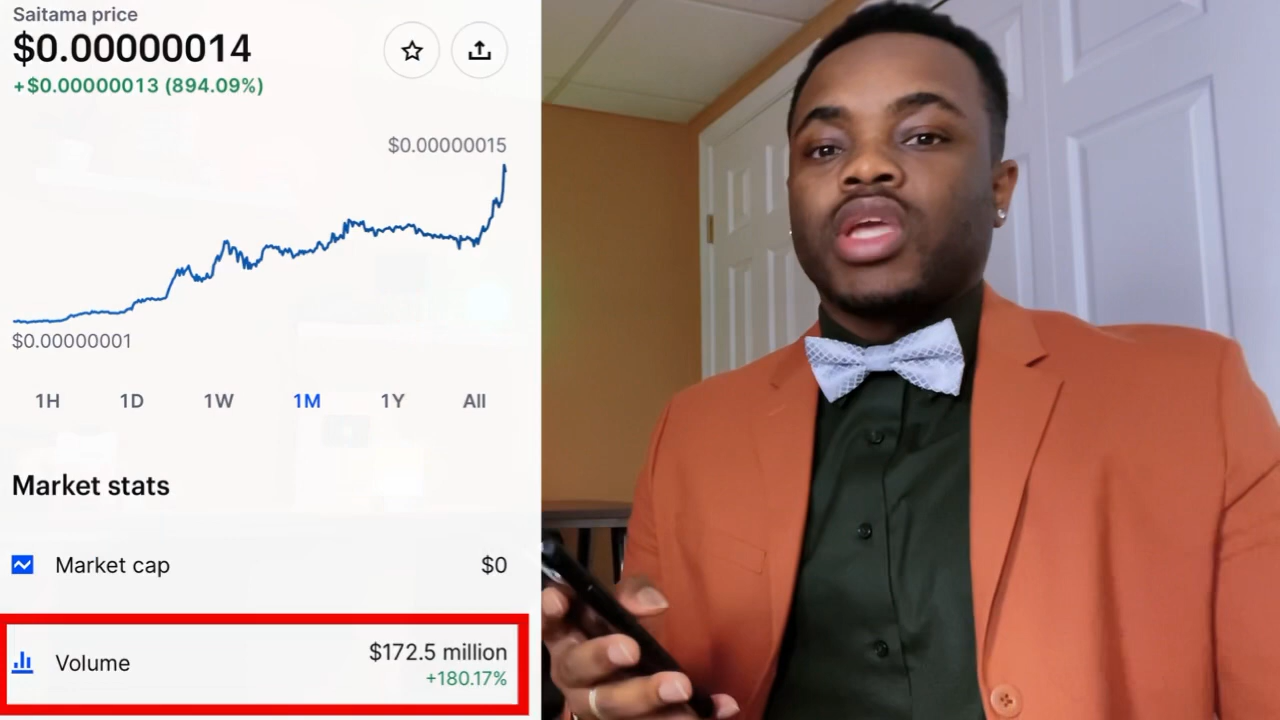 Saitama price
$0.00000014
+$0.00000013 (894.09%)
$0.00000015
$0.00000001
1H 1D 1W 1M 1Y All
Market stats
Market cap $0
Volume $172.5 million
+180.17%